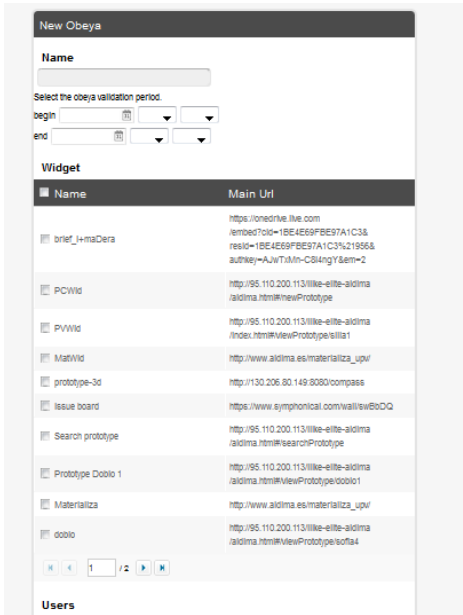 New Obeya
Name
Select the obeya validation period.
begin
end
Widget
Name Main Url
https://onedrive.live.com
brief_I+maDera /embed?cid=1BE4E69FBE97A1C3&
resid=1BE4E69FBE97A1C3%21956&
authkey=AJwTxMn-C8I4ngY&em=2
PCWid http://95.110.200.113/llike-elite-aidima
/aidima.html#/newPrototype
PVWid http://95.110.200.113/llike-elite-aidima
/index.html#/viewPrototype/silla1
MatWid http://www.aidima.es/materializa_upv/
prototype-3d http://130.206.80.149:8080/compass
Issue board https://www.symphonical.com/wall/swBbDQ
Search prototype http://95.110.200.113/llike-elite-aidima
/aidima.html#/searchPrototype
Prototype Doblo 1 http://95.110.200.113/llike-elite-aidima
/aidima.html#/viewPrototype/doblo1
Materializa http://www.aidima.es/materializa_upv/
doblo http://95.110.200.113/llike-elite-aidima
/aidima.html#/viewPrototype/sofia4
1 / 2
Users